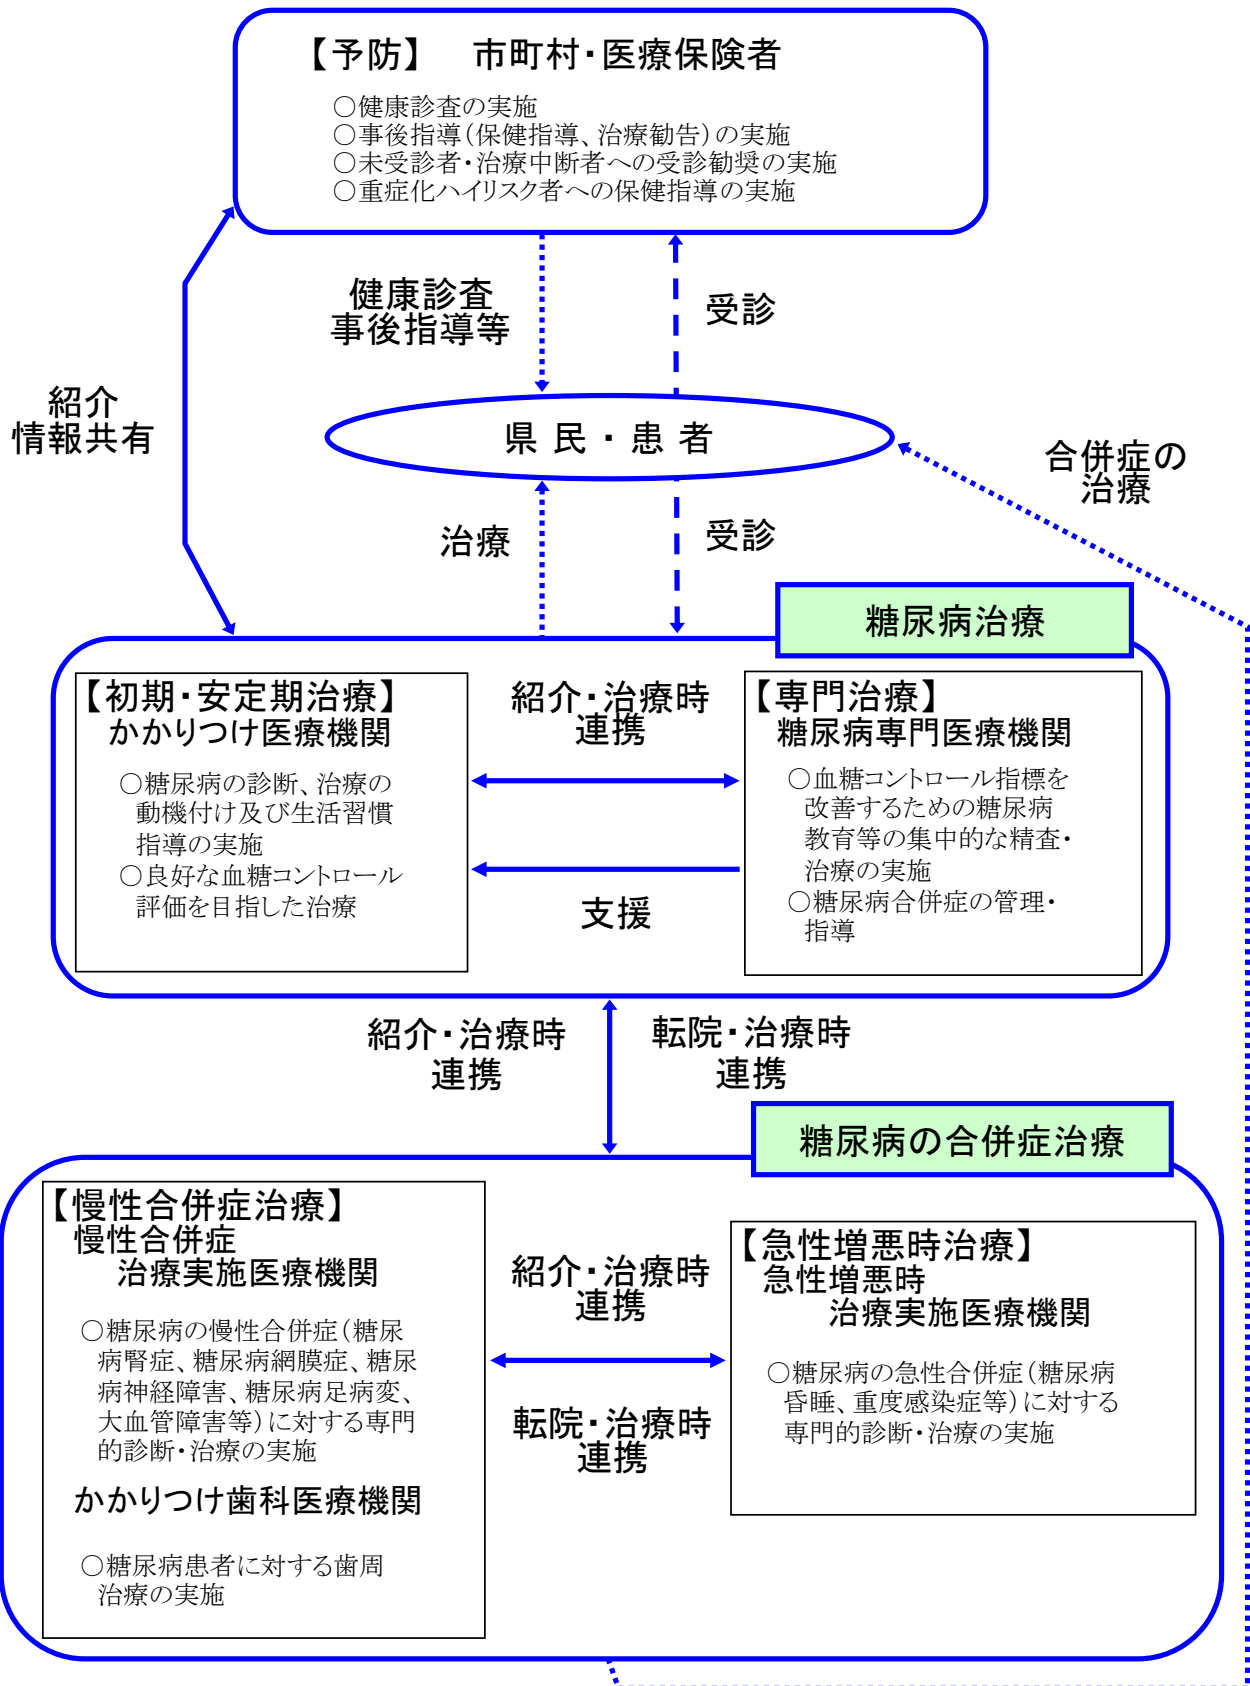 【予防】　市町村・医療保険者
○健康診査の実施
○事後指導（保健指導、治療勧告）の実施
○未受診者・治療中断者への受診勧奨の実施
○重症化ハイリスク者への保健指導の実施
健康診査
事後指導等
受診
紹介
情報共有
県 民 ・ 患 者
合併症の
治療
治療
受診
糖尿病治療
【初期・安定期治療】
かかりつけ医療機関
○糖尿病の診断、治療の
動機付け及び生活習慣
指導の実施
○良好な血糖コントロール
評価を目指した治療
紹介・治療時
連携
支援
【専門治療】
糖尿病専門医療機関
○血糖コントロール指標を
改善するための糖尿病
教育等の集中的な精査・
治療の実施
○糖尿病合併症の管理・
指導
紹介・治療時
連携
転院・治療時
連携
糖尿病の合併症治療
【慢性合併症治療】
慢性合併症
治療実施医療機関
○糖尿病の慢性合併症（糖尿
病腎症、糖尿病網膜症、糖尿
病神経障害、糖尿病足病変、
大血管障害等）に対する専門
的診断・治療の実施
かかりつけ歯科医療機関
○糖尿病患者に対する歯周
治療の実施
紹介・治療時
連携
転院・治療時
連携
【急性増悪時治療】
急性増悪時
治療実施医療機関
○糖尿病の急性合併症（糖尿病
昏睡、重度感染症等）に対する
専門的診断・治療の実施